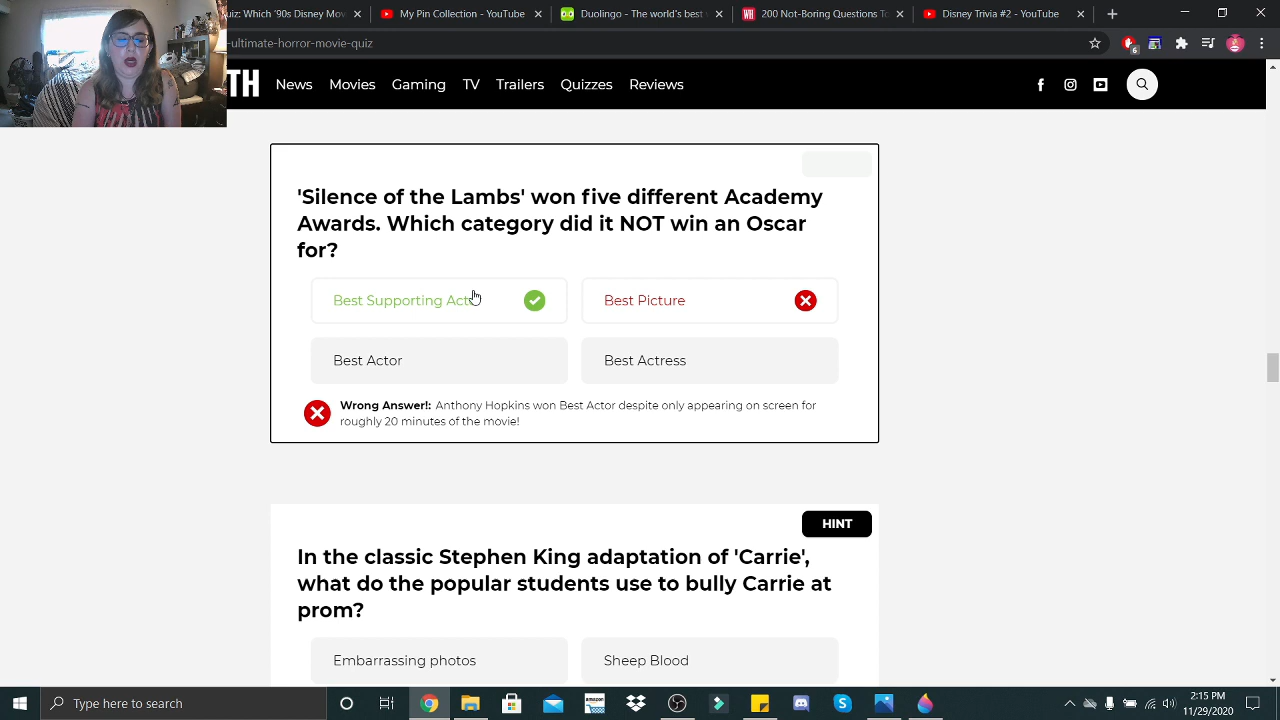 uiz: Which '90s Disney Mov
My Pin Collection - YouTube
Duolingo - The world's best v
200 Not-Boring Questions To
Disney Trivia #2 - YouTube
-ultimate-horror-movie-quiz
6
TH
News Movies Gaming TV Trailers Quizzes Reviews
'Silence of the Lambs' won five different Academy
Awards. Which category did it NOT win an Oscar
for?
Best Supporting Act
Best Picture
Best Actor
Best Actress
Wrong Answer!: Anthony Hopkins won Best Actor despite only appearing on screen for
roughly 20 minutes of the movie!
HINT
In the classic Stephen King adaptation of 'Carrie',
what do the popular students use to bully Carrie at
prom?
Embarrassing photos
Sheep Blood
Type here to search
amazon
2:15 PM
11/29/2020